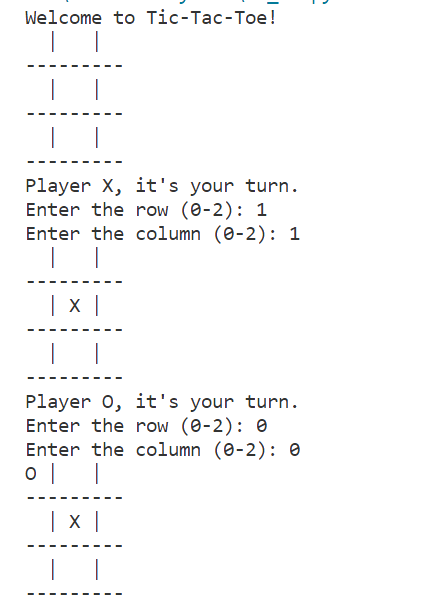 Welcome to Tic-Tac-Toe!
  |   |
---------
  |   |
---------
  |   |
---------
Player X, it's your turn.
Enter the row (0-2): 1
Enter the column (0-2): 1
  |   |
---------
  | X |
---------
  |   |
---------
Player O, it's your turn.
Enter the row (0-2): 0
Enter the column (0-2): 0
O |   |
---------
  | X |
---------
  |   |
---------